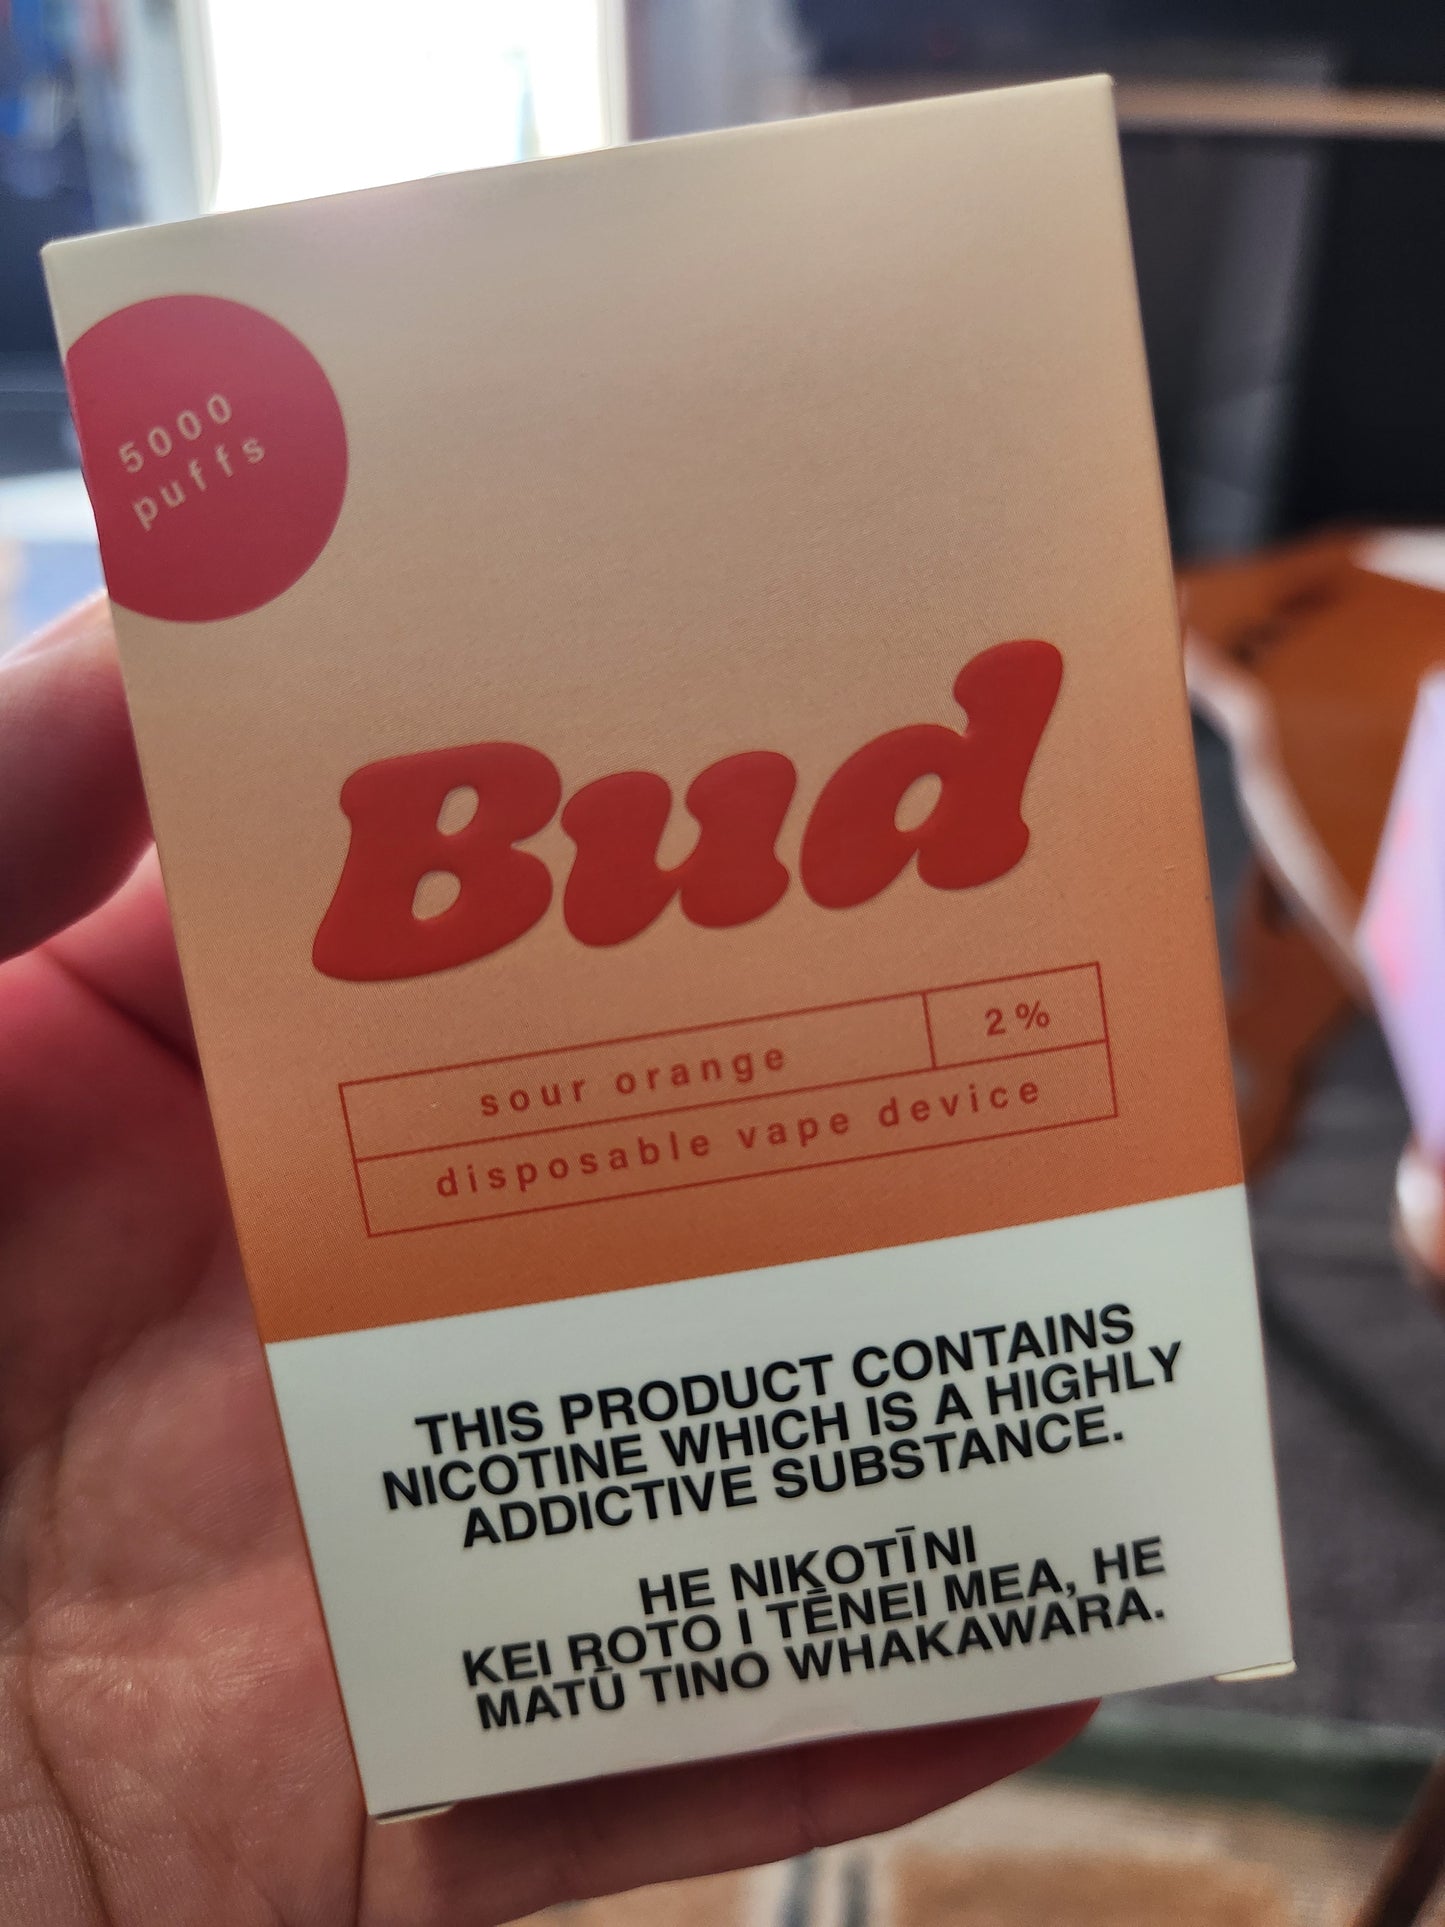 5000
puffs
Bud
sour orange
2%
disposable vape device
THIS PRODUCT CONTAINS
NICOTINE WHICH IS A HIGHLY
ADDICTIVE SUBSTANCE.
HE NIKOTĪNI
KEI ROTO I TĒNEI MEA, HE
MATŪ TINO WHAKAWARA.